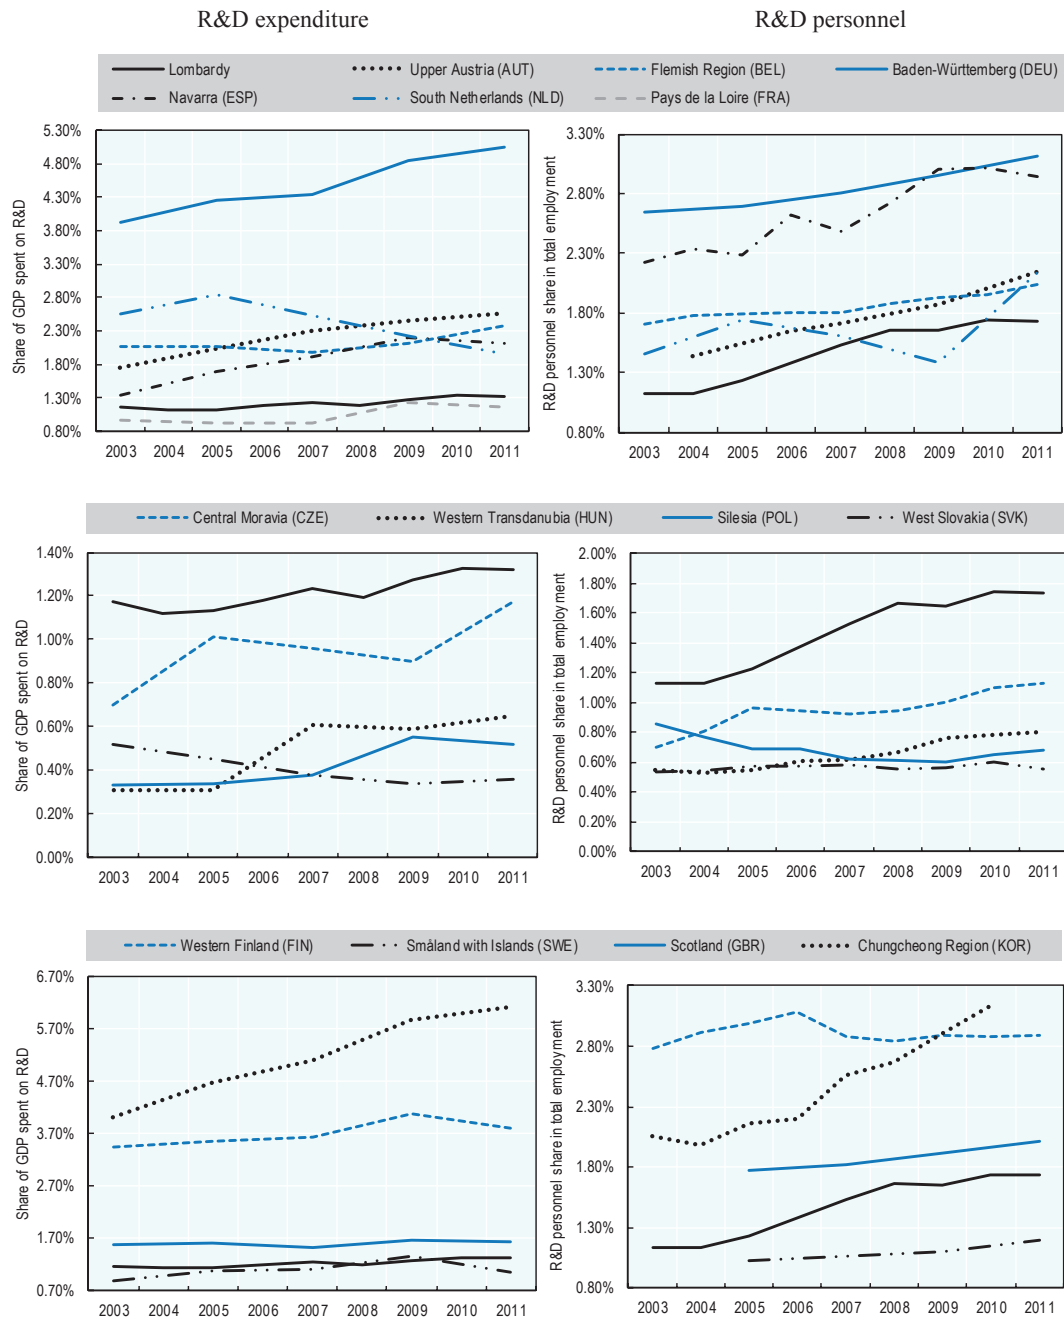 R&D expenditure
R&D personnel
Lombardy
Upper Austria (AUT)
Flemish Region (BEL)
Baden-Württemberg (DEU)
Navarra (ESP)
South Netherlands (NLD)
Pays de la Loire (FRA)
Share of GDP spent on R&D
5.30%
4.80%
4.30%
3.80%
3.30%
2.80%
2.30%
1.80%
1.30%
0.80%
2003 2004 2005 2006 2007 2008 2009 2010 2011
R&D personnel share in total employment
3.30%
2.80%
2.30%
1.80%
1.30%
0.80%
2003 2004 2005 2006 2007 2008 2009 2010 2011
Central Moravia (CZE)
Western Transdanubia (HUN)
Silesia (POL)
West Slovakia (SVK)
Share of GDP spent on R&D
1.40%
1.20%
1.00%
0.80%
0.60%
0.40%
0.20%
0.00%
2003 2004 2005 2006 2007 2008 2009 2010 2011
R&D personnel share in total employment
2.00%
1.80%
1.60%
1.40%
1.20%
1.00%
0.80%
0.60%
0.40%
0.20%
0.00%
2003 2004 2005 2006 2007 2008 2009 2010 2011
Western Finland (FIN)
Småland with Islands (SWE)
Scotland (GBR)
Chungcheong Region (KOR)
Share of GDP spent on R&D
6.70%
5.70%
4.70%
3.70%
2.70%
1.70%
0.70%
2003 2004 2005 2006 2007 2008 2009 2010 2011
R&D personnel share in total employment
3.30%
2.80%
2.30%
1.80%
1.30%
0.80%
2003 2004 2005 2006 2007 2008 2009 2010 2011